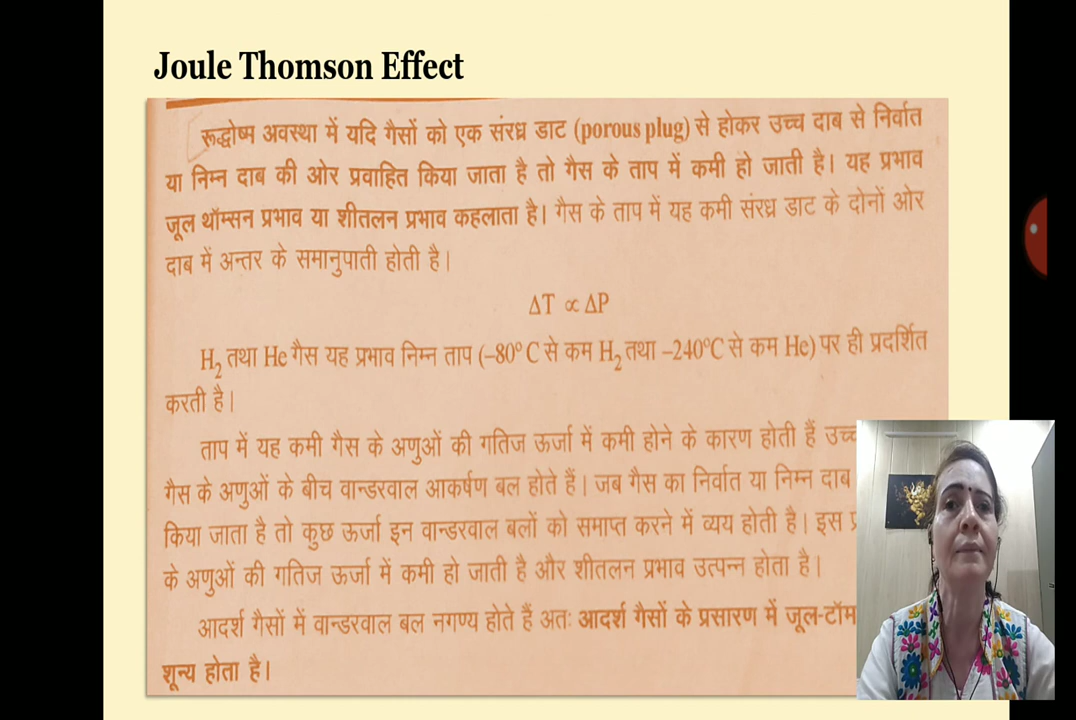 Joule Thomson Effect
रूद्धोष्म अवस्था में यदि गैसों को एक संरध्र डाट (porous plug) से होकर उच्च दाब से निर्वात
या निम्न दाब की ओर प्रवाहित किया जाता है तो गैस के ताप में कमी हो जाती है। यह प्रभाव
जूल थॉम्सन प्रभाव या शीतलन प्रभाव कहलाता है। गैस के ताप में यह कमी संरध्र डाट के दोनों ओर
दाब में अन्तर के समानुपाती होती है।
ΔT ∝ ΔP
H₂ तथा He गैस यह प्रभाव निम्न ताप (–80° C से कम H₂ तथा –240°C से कम He) पर ही प्रदर्शित
करती है।
ताप में यह कमी गैस के अणुओं की गतिज ऊर्जा में कमी होने के कारण होती हैं उच्च
गैस के अणुओं के बीच वान्डरवाल आकर्षण बल होते हैं। जब गैस का निर्वात या निम्न दाब
किया जाता है तो कुछ ऊर्जा इन वान्डरवाल बलों को समाप्त करने में व्यय होती है। इस
के अणुओं की गतिज ऊर्जा में कमी हो जाती है और शीतलन प्रभाव उत्पन्न होता है।
आदर्श गैसों में वान्डरवाल बल नगण्य होते हैं अतः आदर्श गैसों के प्रसारण में जूल-टॉम
शून्य होता है।